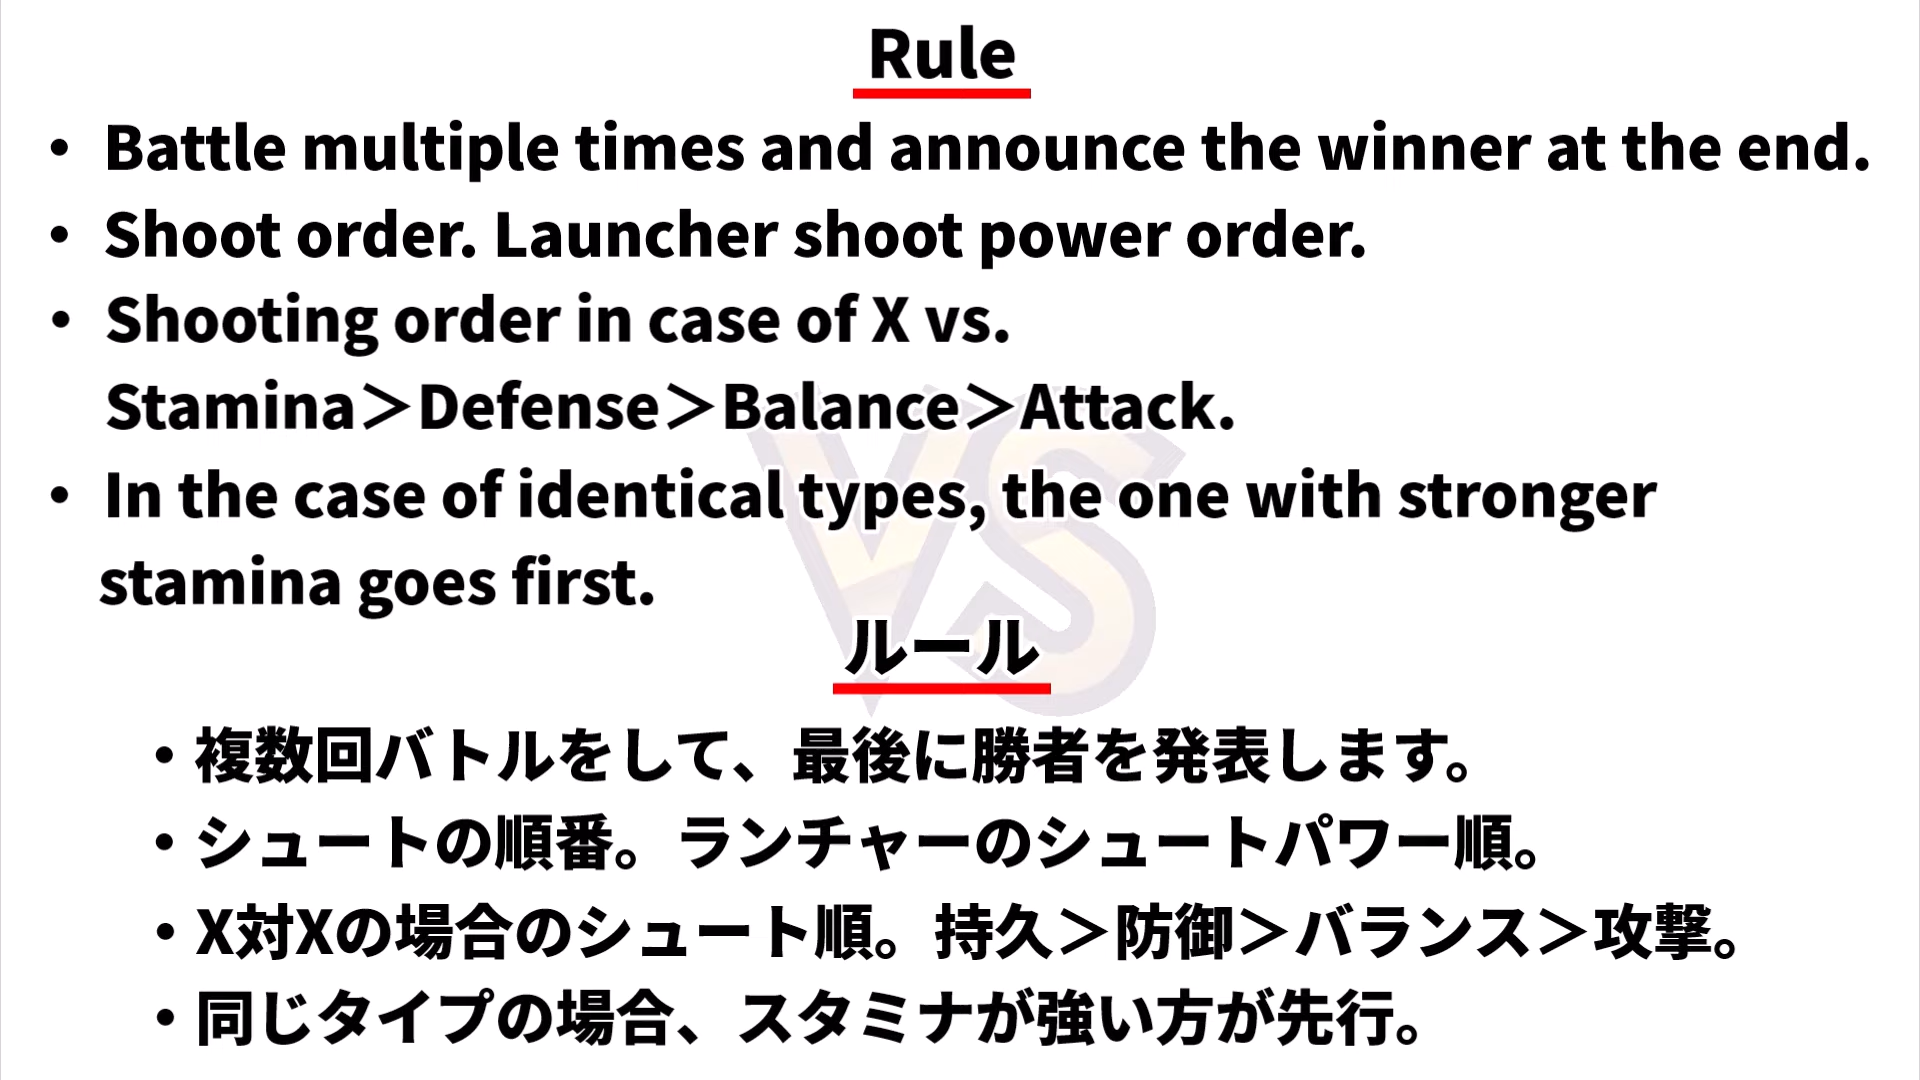 Rule
・ Battle multiple times and announce the winner at the end.
・ Shoot order. Launcher shoot power order.
・ Shooting order in case of X vs.
Stamina＞Defense＞Balance＞Attack.
・ In the case of identical types, the one with stronger
stamina goes first.
VS
ルール
・複数回バトルをして、最後に勝者を発表します。
・シュートの順番。ランチャーのシュートパワー順。
・X対Xの場合のシュート順。持久＞防御＞バランス＞攻撃。
・同じタイプの場合、スタミナが強い方が先行。